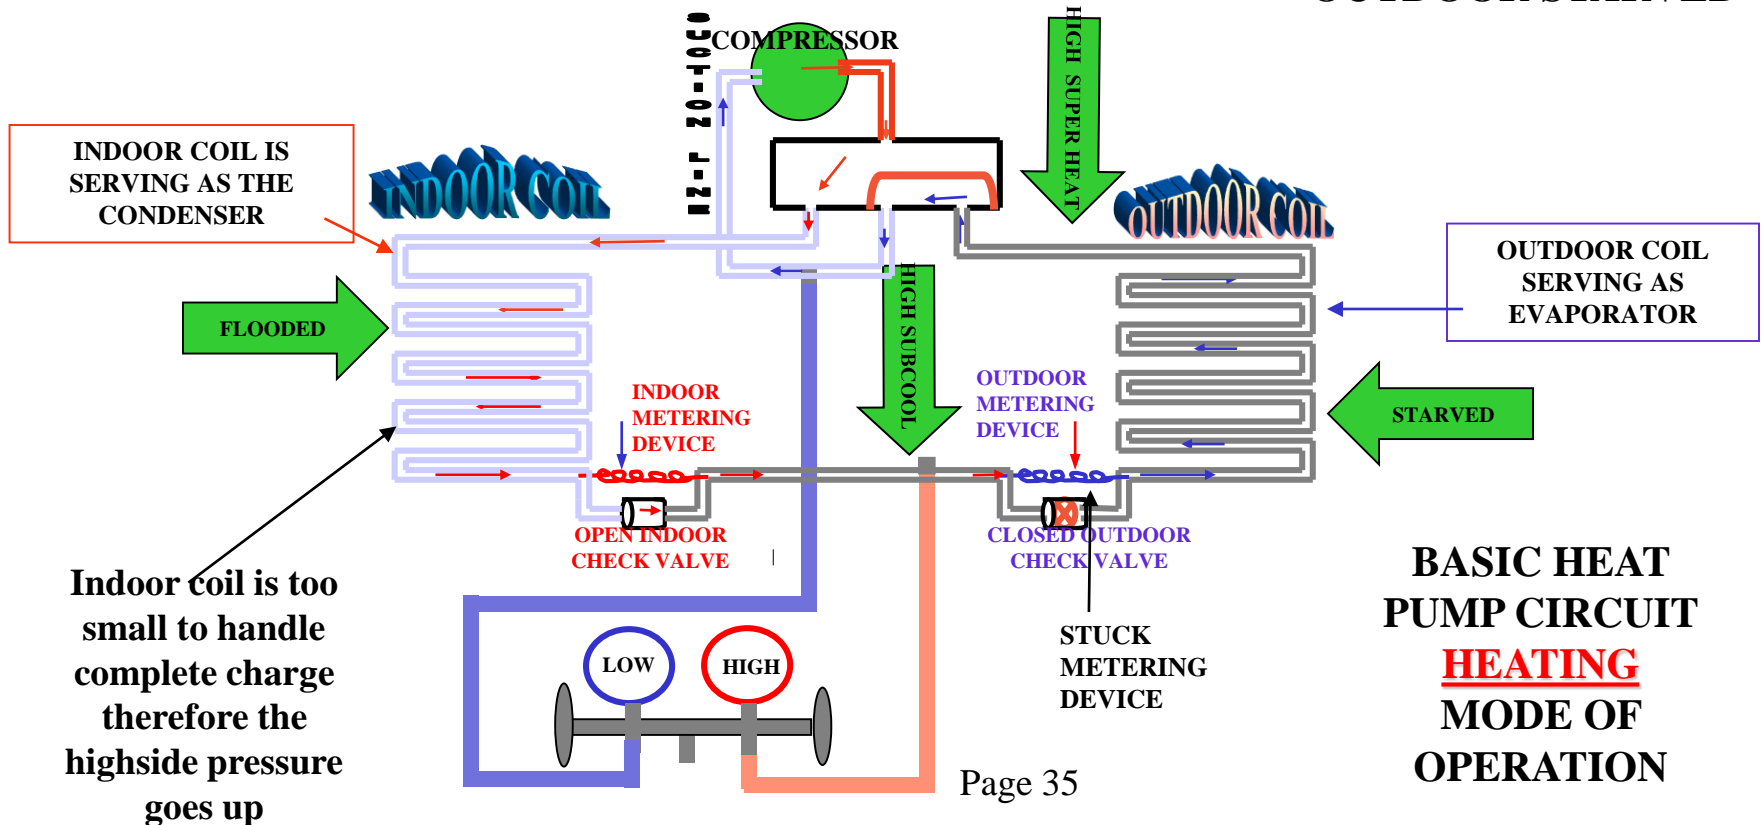 COMPRESSOR
HIGH SUPER HEAT
INDOOR COIL IS
SERVING AS THE
CONDENSER
INDOOR COIL
OUTDOOR COIL
OUTDOOR COIL
SERVING AS
EVAPORATOR
FLOODED
HIGH SUBCOOL
STARVED
INDOOR
METERING
DEVICE
OUTDOOR
METERING
DEVICE
OPEN INDOOR
CHECK VALVE
CLOSED OUTDOOR
CHECK VALVE
Indoor coil is too
small to handle
complete charge
therefore the
highside pressure
goes up
LOW
HIGH
STUCK
METERING
DEVICE
BASIC HEAT
PUMP CIRCUIT
HEATING
MODE OF
OPERATION
Page 35